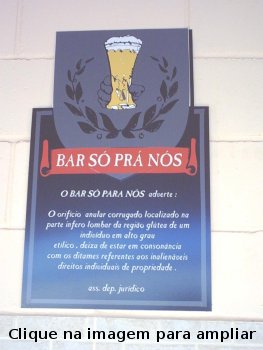 BAR SÓ PRÁ NÓS
O BAR SÓ PARA NÓS adverte :
O orifício anular corrugado localizado na
parte ínfero lombar da região glútea de um
indivíduo em alto grau
etílico , deixa de estar em consonância
com os ditames referentes aos inalienáveis
direitos individuais de propriedade .
ass. dep. jurídico
Clique na imagem para ampliar